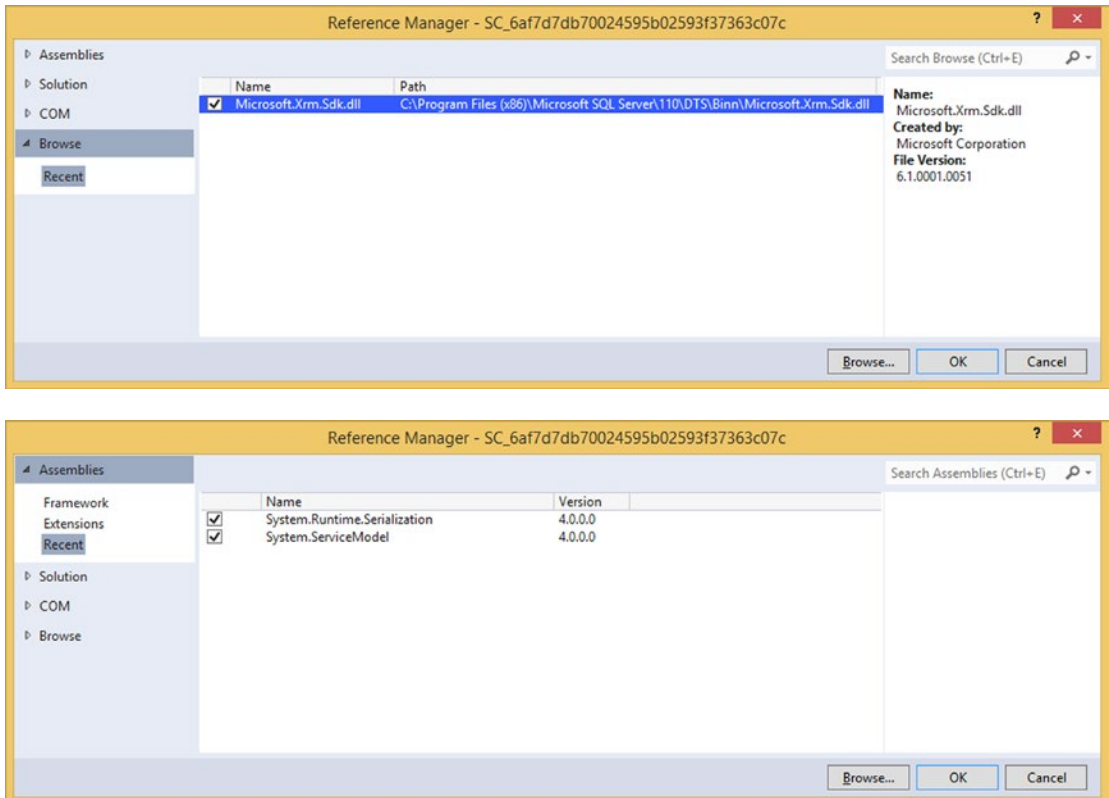 Reference Manager - SC_6af7d7db70024595b02593f37363c07c
? ×
Assemblies
Solution
COM
Browse
Recent
Name Path
Microsoft.Xrm.Sdk.dll C:\Program Files (x86)\Microsoft SQL Server\110\DTS\Binn\Microsoft.Xrm.Sdk.dll
Search Browse (Ctrl+E)
Name:
Microsoft.Xrm.Sdk.dll
Created by:
Microsoft Corporation
File Version:
6.1.0001.0051
Browse... OK Cancel
Reference Manager - SC_6af7d7db70024595b02593f37363c07c
? ×
Assemblies
Framework
Extensions
Recent
Solution
COM
Browse
Name Version
System.Runtime.Serialization 4.0.0.0
System.ServiceModel 4.0.0.0
Search Assemblies (Ctrl+E)
Browse... OK Cancel